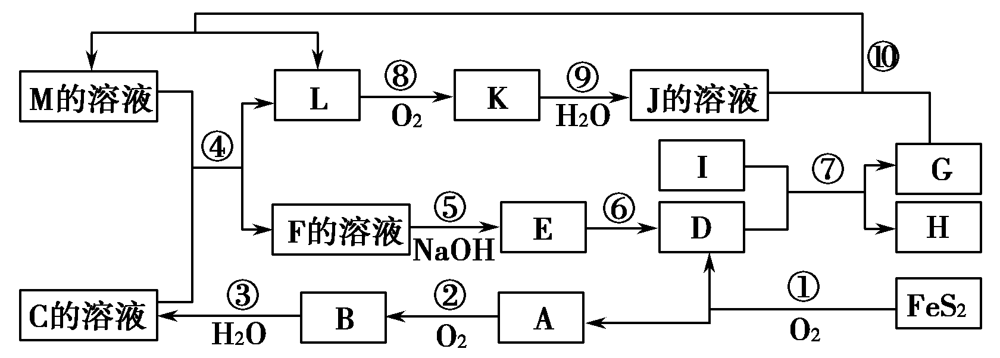 ⑩
M的溶液
L
⑧
O₂
K
⑨
H₂O
J的溶液
④
I
⑦
G
F的溶液
⑤
NaOH
E
⑥
D
H
C的溶液
③
H₂O
B
②
O₂
A
①
O₂
FeS₂